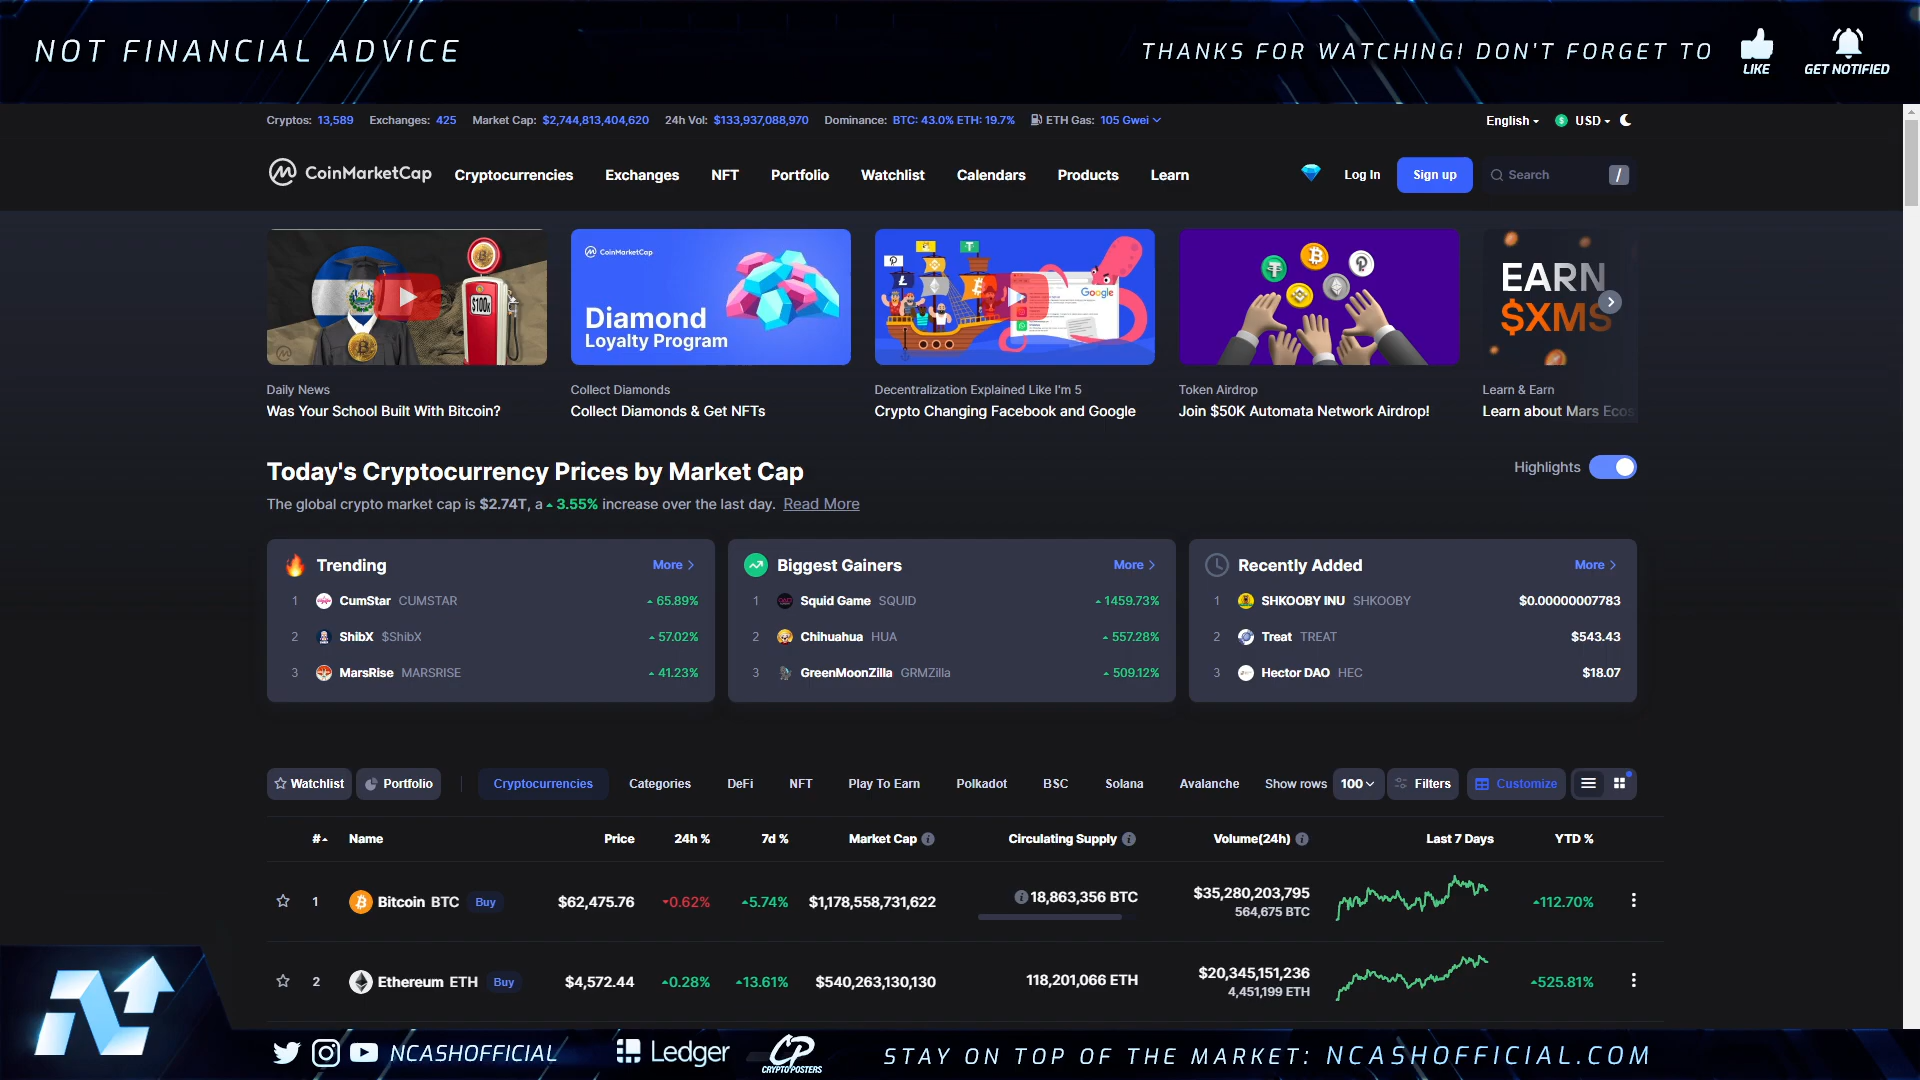 NOT FINANCIAL ADVICE
THANKS FOR WATCHING! DON'T FORGET TO
LIKE
GET NOTIFIED
Cryptos: 13,589 Exchanges: 425 Market Cap: $2,744,813,404,620 24h Vol: $133,937,088,970 Dominance: BTC: 43.0% ETH: 19.7% ETH Gas: 105 Gwei
English USD
CoinMarketCap Cryptocurrencies Exchanges NFT Portfolio Watchlist Calendars Products Learn
Log In Sign up Search /
$100K
CoinMarketCap
Diamond
Loyalty Program
Google
EARN
$XMS
Daily News
Was Your School Built With Bitcoin?
Collect Diamonds
Collect Diamonds & Get NFTs
Decentralization Explained Like I'm 5
Crypto Changing Facebook and Google
Token Airdrop
Join $50K Automata Network Airdrop!
Learn & Earn
Learn about Mars Ecos
Today's Cryptocurrency Prices by Market Cap
Highlights
The global crypto market cap is $2.74T, a 3.55% increase over the last day. Read More
Trending More
1 CumStar CUMSTAR 65.89%
2 ShibX $ShibX 57.02%
3 MarsRise MARSRISE 41.23%
Biggest Gainers More
1 Squid Game SQUID 1459.73%
2 Chihuahua HUA 557.28%
3 GreenMoonZilla GRMZilla 509.12%
Recently Added More
1 SHKOOBY INU SHKOOBY $0.00000007783
2 Treat TREAT $543.43
3 Hector DAO HEC $18.07
Watchlist Portfolio Cryptocurrencies Categories DeFi NFT Play To Earn Polkadot BSC Solana Avalanche Show rows 100 Filters Customize
# Name Price 24h % 7d % Market Cap Circulating Supply Volume(24h) Last 7 Days YTD %
1 Bitcoin BTC Buy $62,475.76 0.62% 5.74% $1,178,558,731,622 18,863,356 BTC $35,280,203,795 112.70%
564,675 BTC
2 Ethereum ETH Buy $4,572.44 0.28% 13.61% $540,263,130,130 118,201,066 ETH $20,345,151,236 525.81%
4,451,199 ETH
NCASHOFFICIAL
Ledger
CP
CRYPTOPOSTERS
STAY ON TOP OF THE MARKET: NCASHOFFICIAL.COM